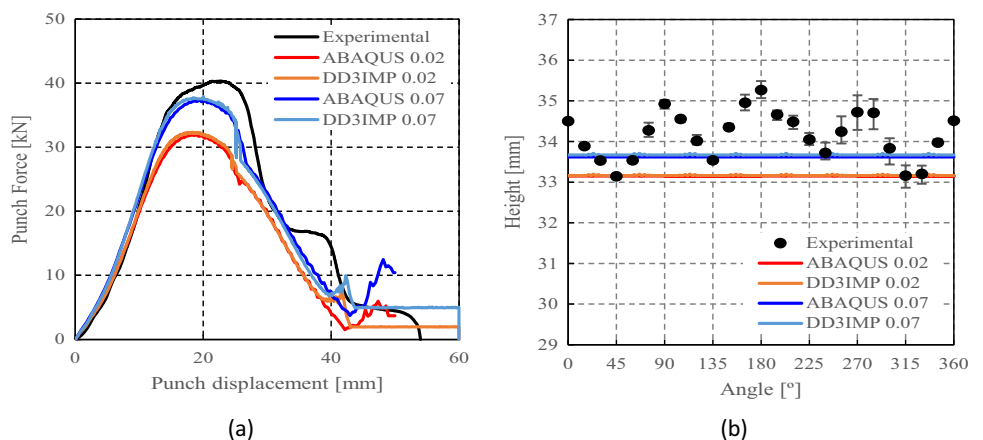 50
40
30
20
10
0
Punch Force [kN]
Experimental
ABAQUS 0.02
DD3IMP 0.02
ABAQUS 0.07
DD3IMP 0.07
0 20 40 60
Punch displacement [mm]
(a)
37
36
35
34
33
32
31
30
29
Height [mm]
Experimental
ABAQUS 0.02
DD3IMP 0.02
ABAQUS 0.07
DD3IMP 0.07
0 45 90 135 180 225 270 315 360
Angle [º]
(b)